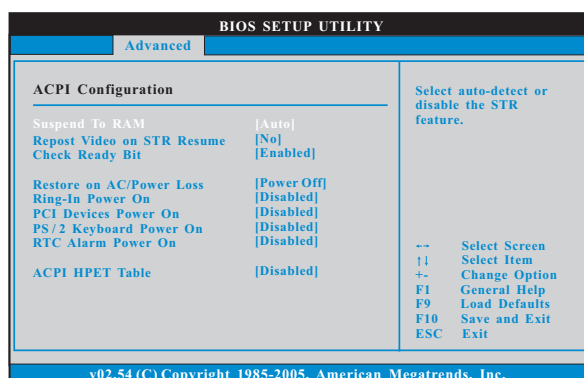 BIOS SETUP UTILITY
Advanced
ACPI Configuration
Suspend To RAM [Auto]
Repost Video on STR Resume [No]
Check Ready Bit [Enabled]
Restore on AC/Power Loss [Power Off]
Ring-In Power On [Disabled]
PCI Devices Power On [Disabled]
PS/2 Keyboard Power On [Disabled]
RTC Alarm Power On [Disabled]
ACPI HPET Table [Disabled]
Select auto-detect or
disable the STR
feature.
←→ Select Screen
↑↓ Select Item
+- Change Option
F1 General Help
F9 Load Defaults
F10 Save and Exit
ESC Exit
v02.54 (C) Copyright 1985-2005, American Megatrends, Inc.